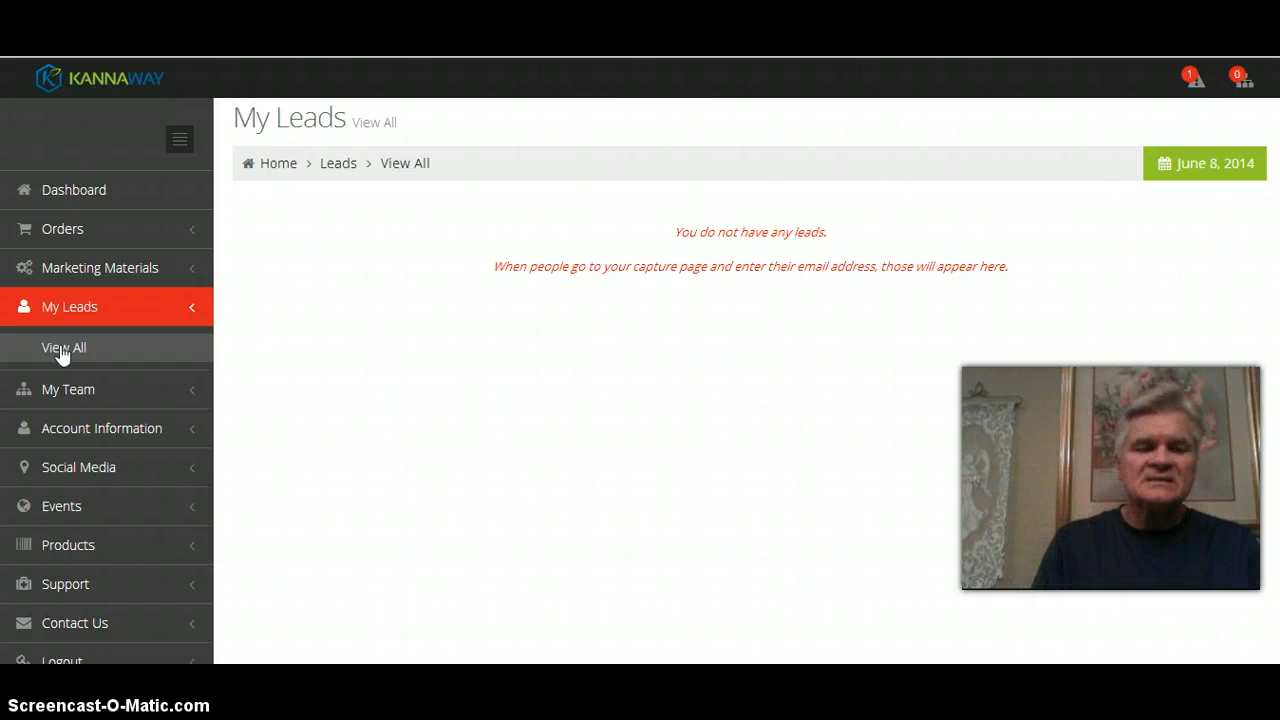 KANNAWAY
1
0
My Leads View All
Home > Leads > View All
June 8, 2014
Dashboard
Orders
Marketing Materials
My Leads
View All
My Team
Account Information
Social Media
Events
Products
Support
Contact Us
Logout
You do not have any leads.
When people go to your capture page and enter their email address, those will appear here.
Screencast-O-Matic.com